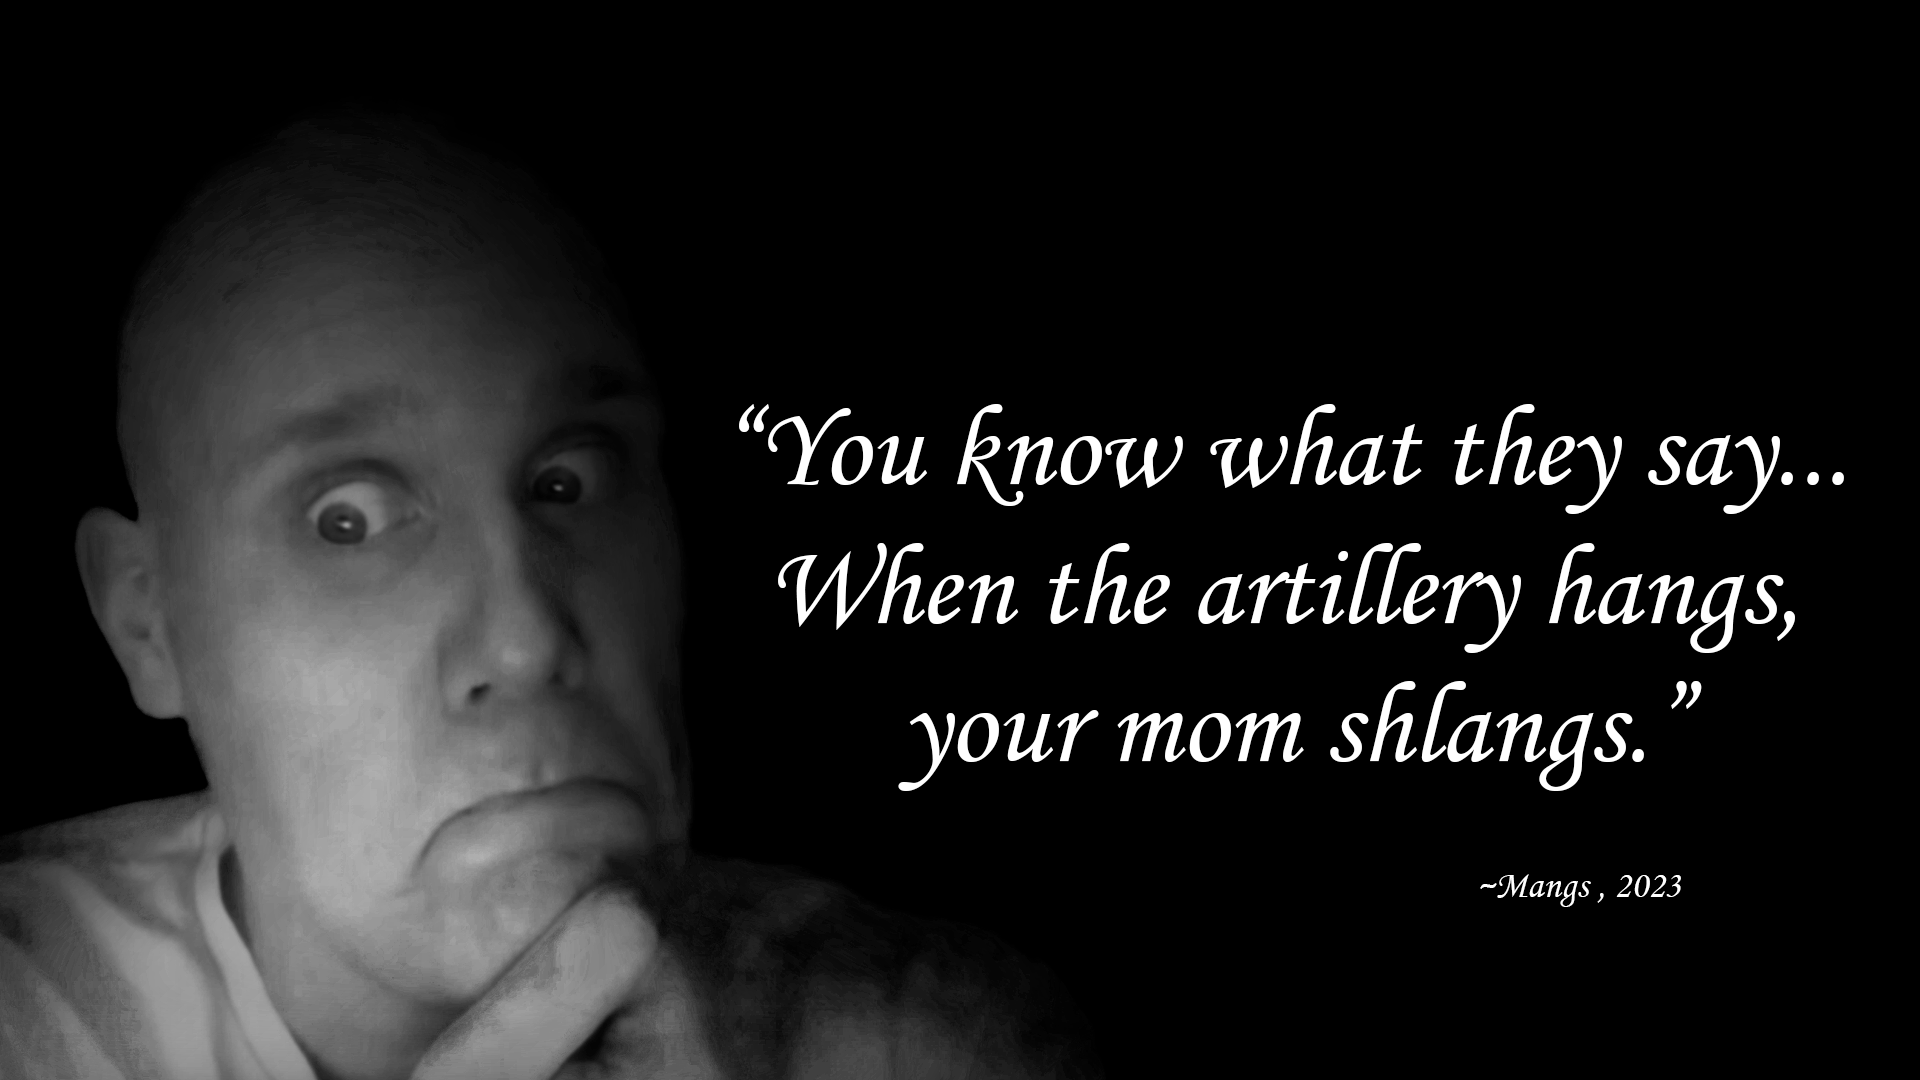 “You know what they say...
When the artillery hangs,
your mom shlangs.”
~Mangs , 2023